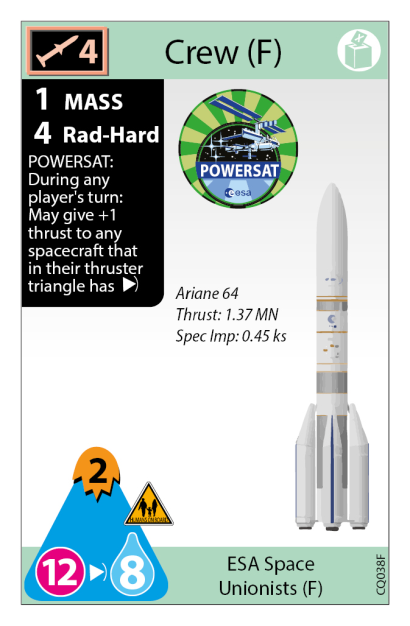 4
Crew (F)
1 MASS
4 Rad-Hard
POWERSAT:
During any
player's turn:
May give +1
thrust to any
spacecraft that
in their thruster
triangle has
POWERSAT
esa
Ariane 64
Thrust: 1.37 MN
Spec Imp: 0.45 ks
2
12
8
ESA Space
Unionists (F)
CQ038F